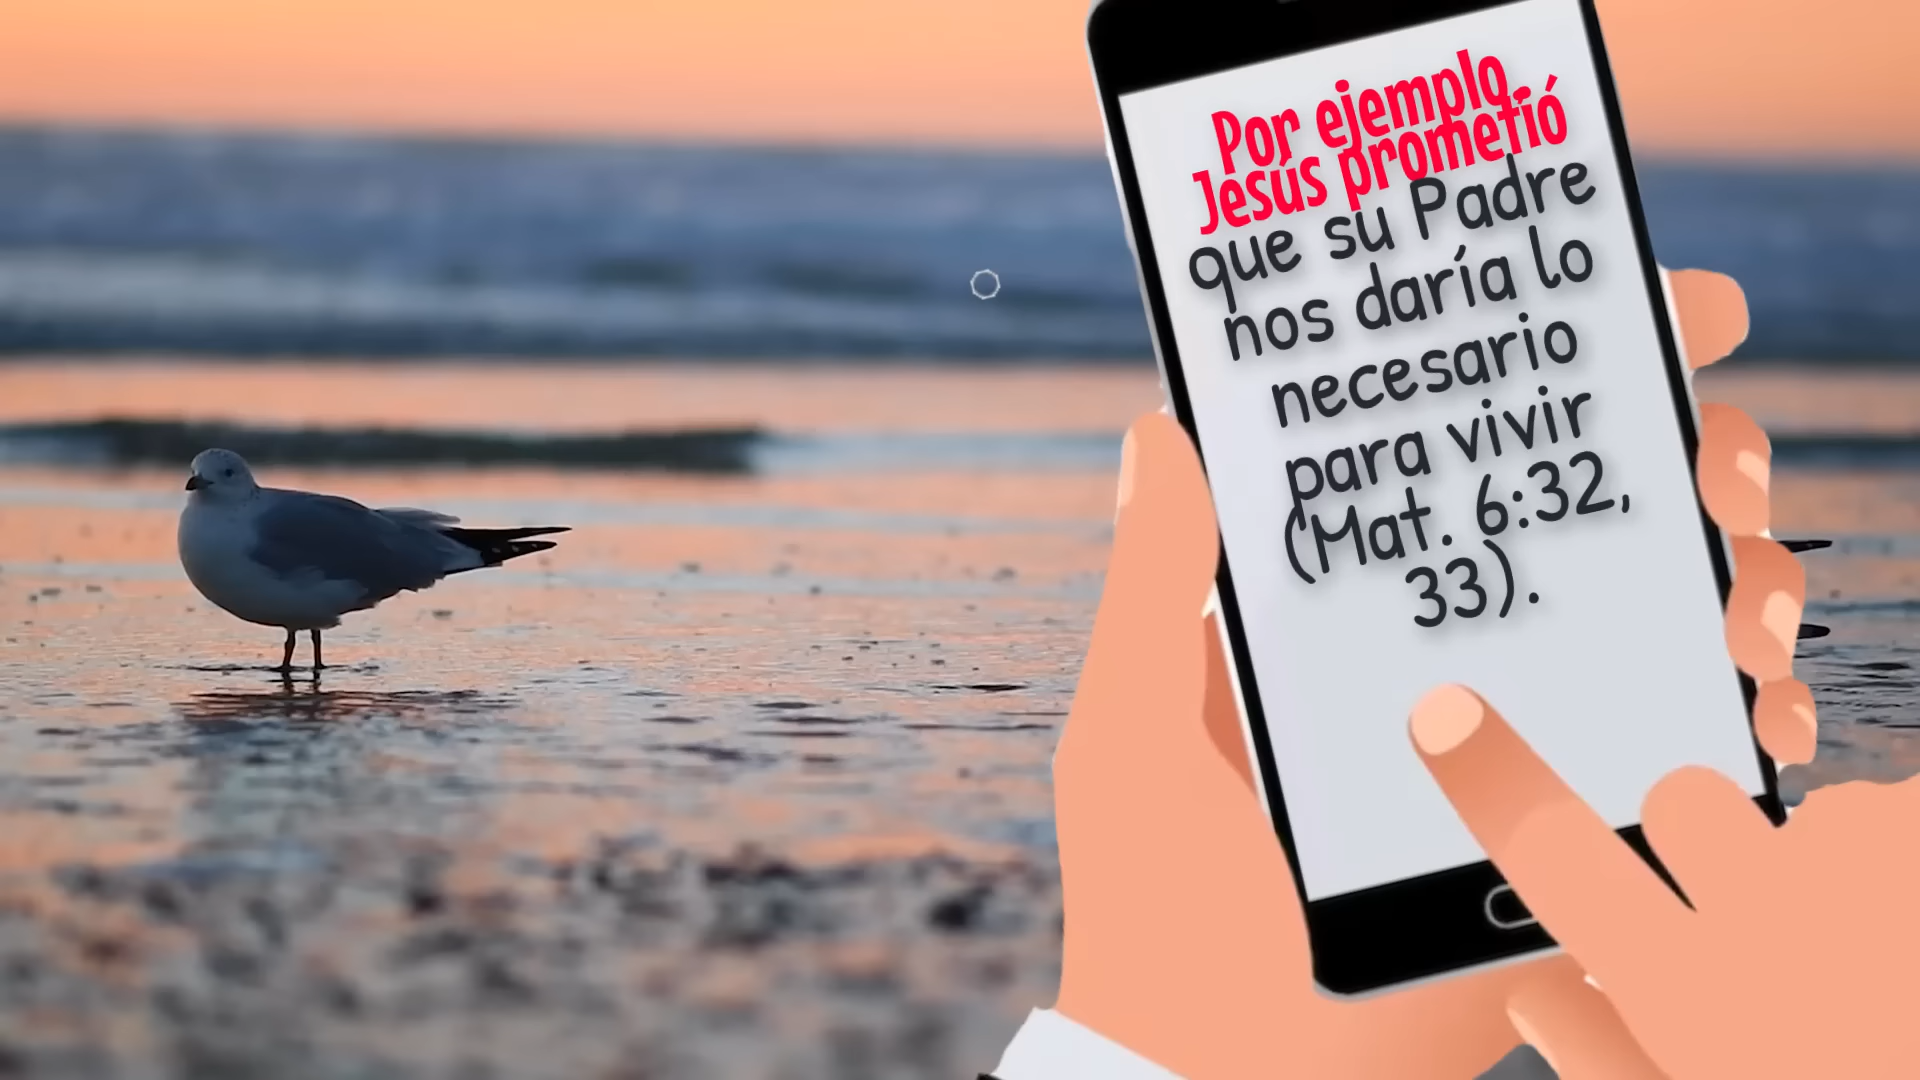 Por ejemplo,
Jesús prometió
que su Padre
nos daría lo
necesario
para vivir
(Mat. 6:32,
33).